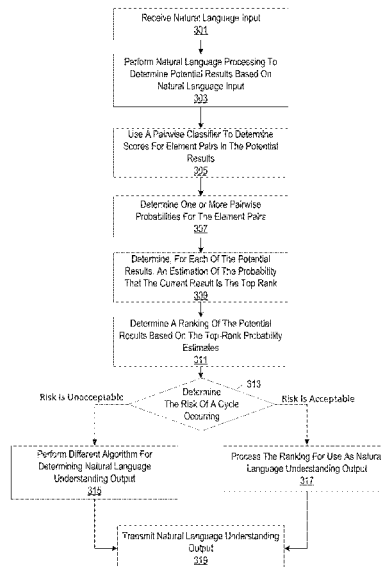 Receive Natural Language Input
301
Perform Natural Language Processing To
Determine Potential Results Based On
Natural Language Input
303
Use A Pairwise Classifier To Determine
Scores For Element Pairs In The Potential
Results
305
Determine One or More Pairwise
Probabilities For The Element Pairs
307
Determine, For Each Of The Potential
Results, An Estimation Of The Probability
That The Current Result Is The Top Rank
309
Determine A Ranking Of The Potential
Results Based On The Top-Rank Probability
Estimates
311
313
Determine
The Risk Of A Cycle
Occurring
Risk is Unacceptable
Risk is Acceptable
Perform Different Algorithm For
Determining Natural Language
Understanding Output
315
Process The Ranking For Use As Natural
Language Understanding Output
317
Transmit Natural Language Understanding
Output
319